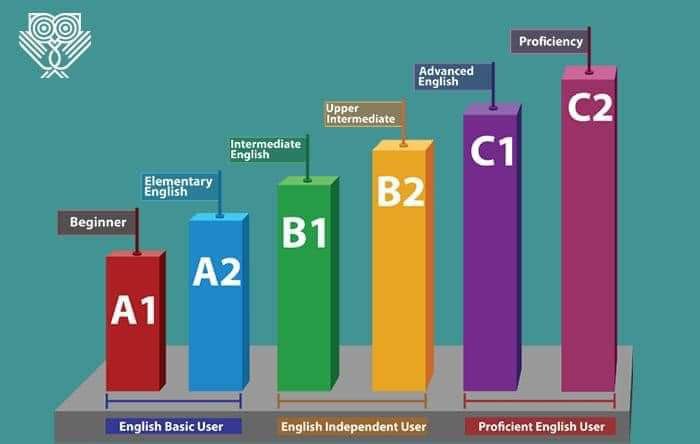 Proficiency
Advanced
English
Upper
Intermediate
Intermediate
English
Elementary
English
Beginner
A1
A2
B1
B2
C1
C2
English Basic User
English Independent User
Proficient English User